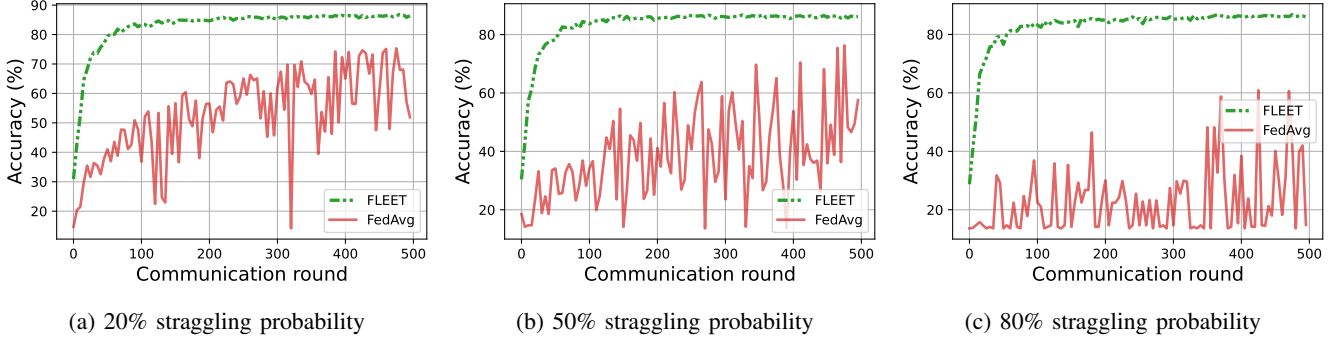 Accuracy (%)
90
80
70
60
50
40
30
20
0
100
200
300
400
500
Communication round
FLEET
FedAvg
(a) 20% straggling probability
Accuracy (%)
80
60
40
20
0
100
200
300
400
500
Communication round
FLEET
FedAvg
(b) 50% straggling probability
Accuracy (%)
80
60
40
20
0
100
200
300
400
500
Communication round
FLEET
FedAvg
(c) 80% straggling probability